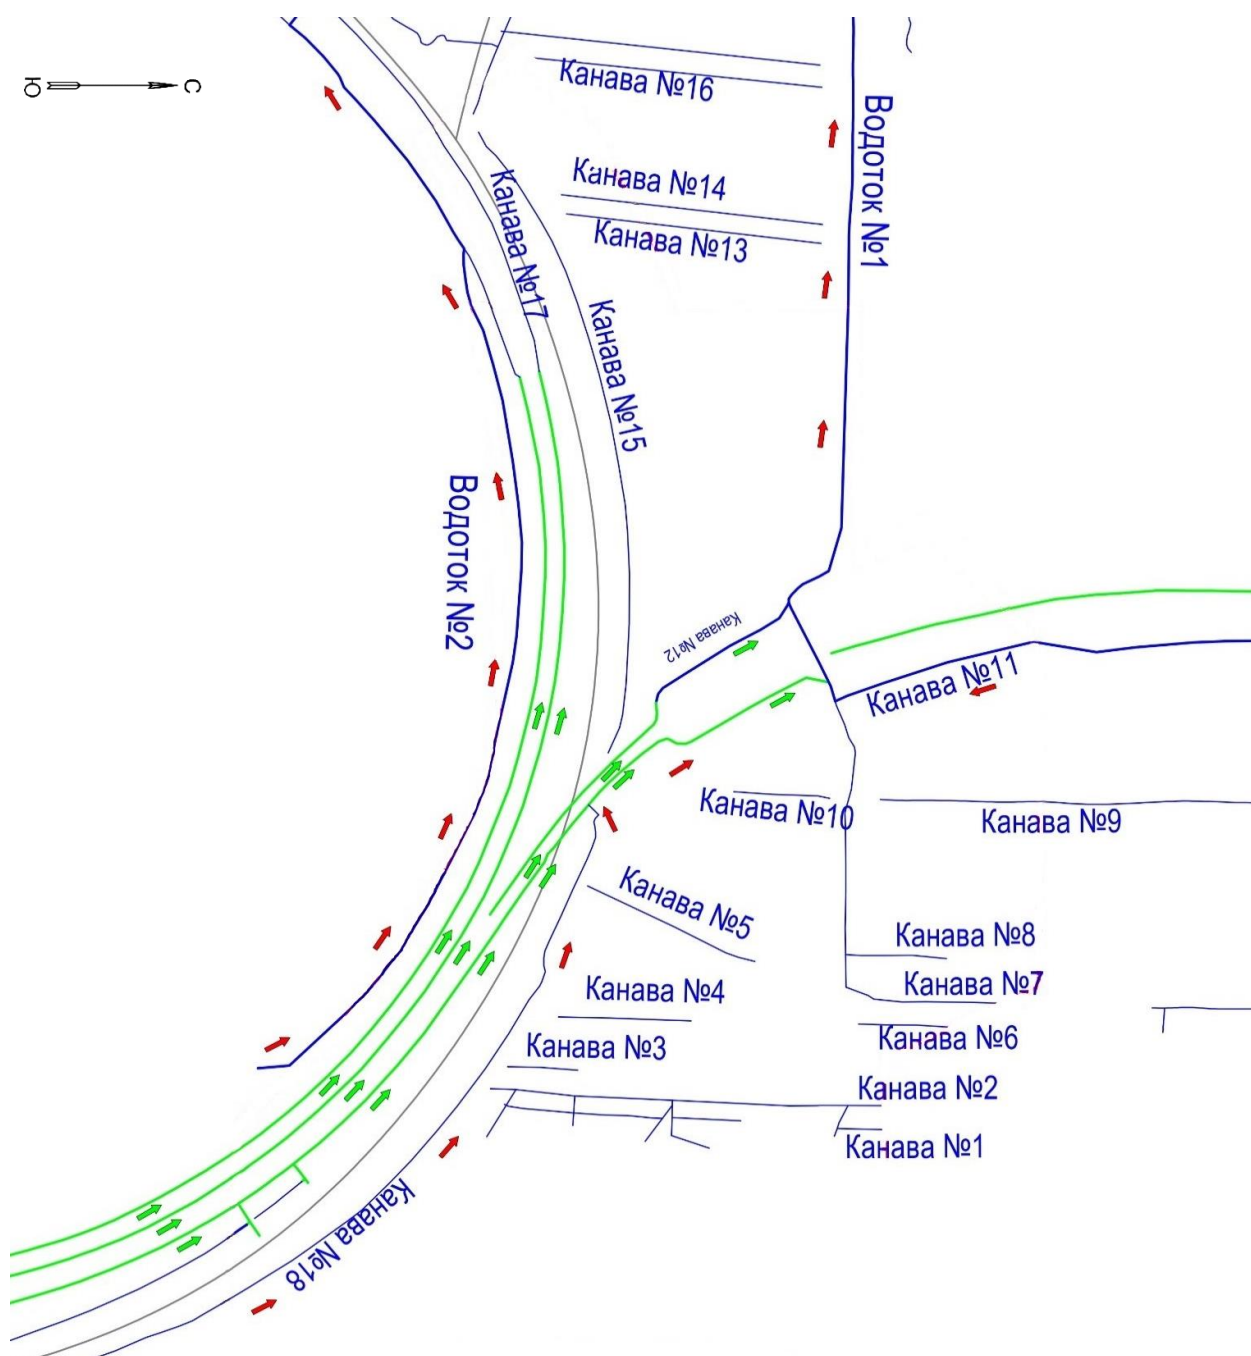 Канава №16
Ю
С
Водоток №1
Канава №14
Канава №17
Канава №13
Канава №15
Водоток №2
Канава №12
Канава №11
Канава №10
Канава №9
Канава №5
Канава №8
Канава №7
Канава №4
Канава №6
Канава №3
Канава №2
Канава №1
Канава №18